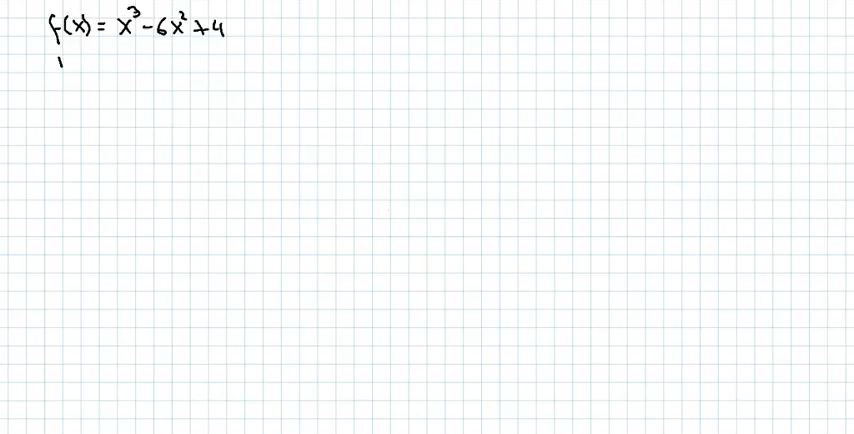 f(x) = x³ - 6x² + 4